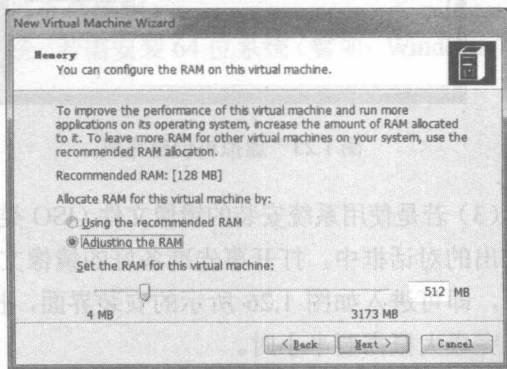 New Virtual Machine Wizard
Memory
You can configure the RAM on this virtual machine.
To improve the performance of this virtual machine and run more
applications on its operating system, increase the amount of RAM allocated
to it. To leave more RAM for other virtual machines on your system, use the
recommended RAM allocation.
Recommended RAM: [128 MB]
Allocate RAM for this virtual machine by:
Using the recommended RAM
Adjusting the RAM
Set the RAM for this virtual machine:
512 MB
4 MB 3173 MB
< Back Next > Cancel